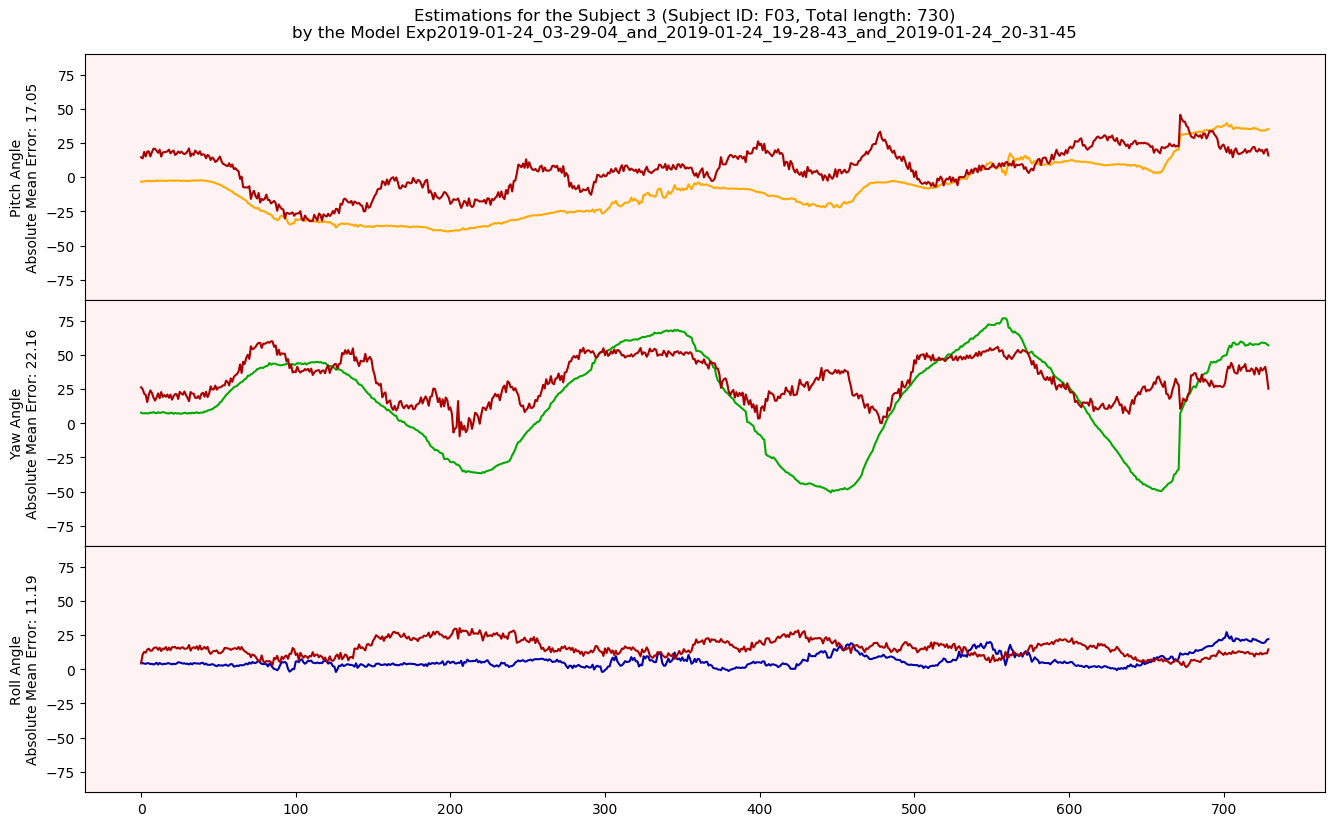 Estimations for the Subject 3 (Subject ID: F03, Total length: 730)
by the Model Exp2019-01-24_03-29-04_and_2019-01-24_19-28-43_and_2019-01-24_20-31-45
Pitch Angle
Absolute Mean Error: 17.05
75
50
25
0
−25
−50
−75
Yaw Angle
Absolute Mean Error: 22.16
75
50
25
0
−25
−50
−75
Roll Angle
Absolute Mean Error: 11.19
75
50
25
0
−25
−50
−75
0 100 200 300 400 500 600 700